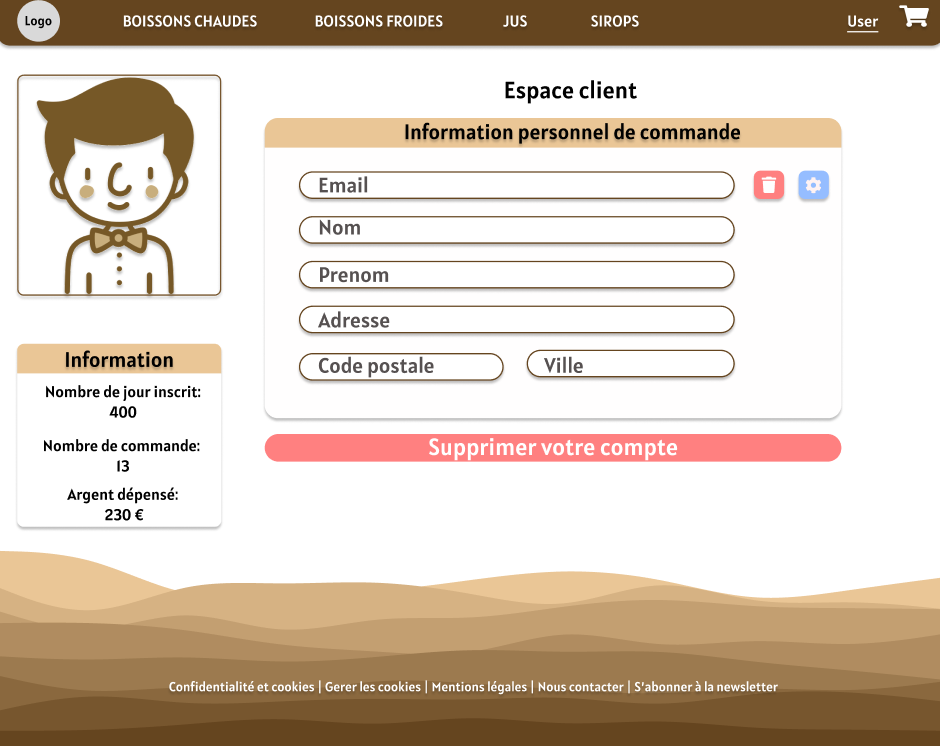 Logo
BOISSONS CHAUDES
BOISSONS FROIDES
JUS
SIROPS
User
Espace client
Information personnel de commande
Email
Nom
Prenom
Adresse
Code postale
Ville
Supprimer votre compte
Information
Nombre de jour inscrit:
400
Nombre de commande:
13
Argent dépensé:
230 €
Confidentialité et cookies | Gerer les cookies | Mentions légales | Nous contacter | S'abonner à la newsletter